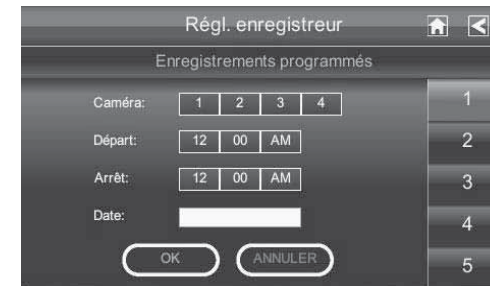 Régl. enregistreur
Enregistrements programmés
Caméra: 1 2 3 4
Départ: 12 00 AM
Arrêt: 12 00 AM
Date:
OK ANNULER
1
2
3
4
5